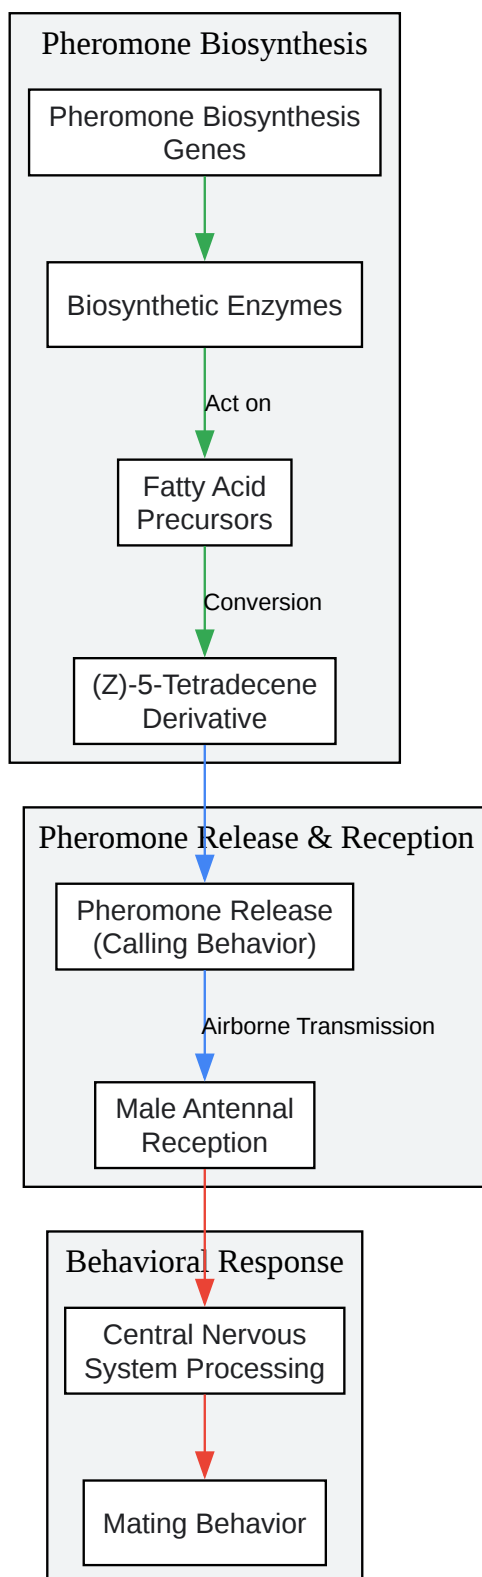 Pheromone Biosynthesis
Pheromone Biosynthesis
Genes
Biosynthetic Enzymes
Act on
Fatty Acid
Precursors
Conversion
(Z)-5-Tetradecene
Derivative
Pheromone Release & Reception
Pheromone Release
(Calling Behavior)
Airborne Transmission
Male Antennal
Reception
Behavioral Response
Central Nervous
System Processing
Mating Behavior